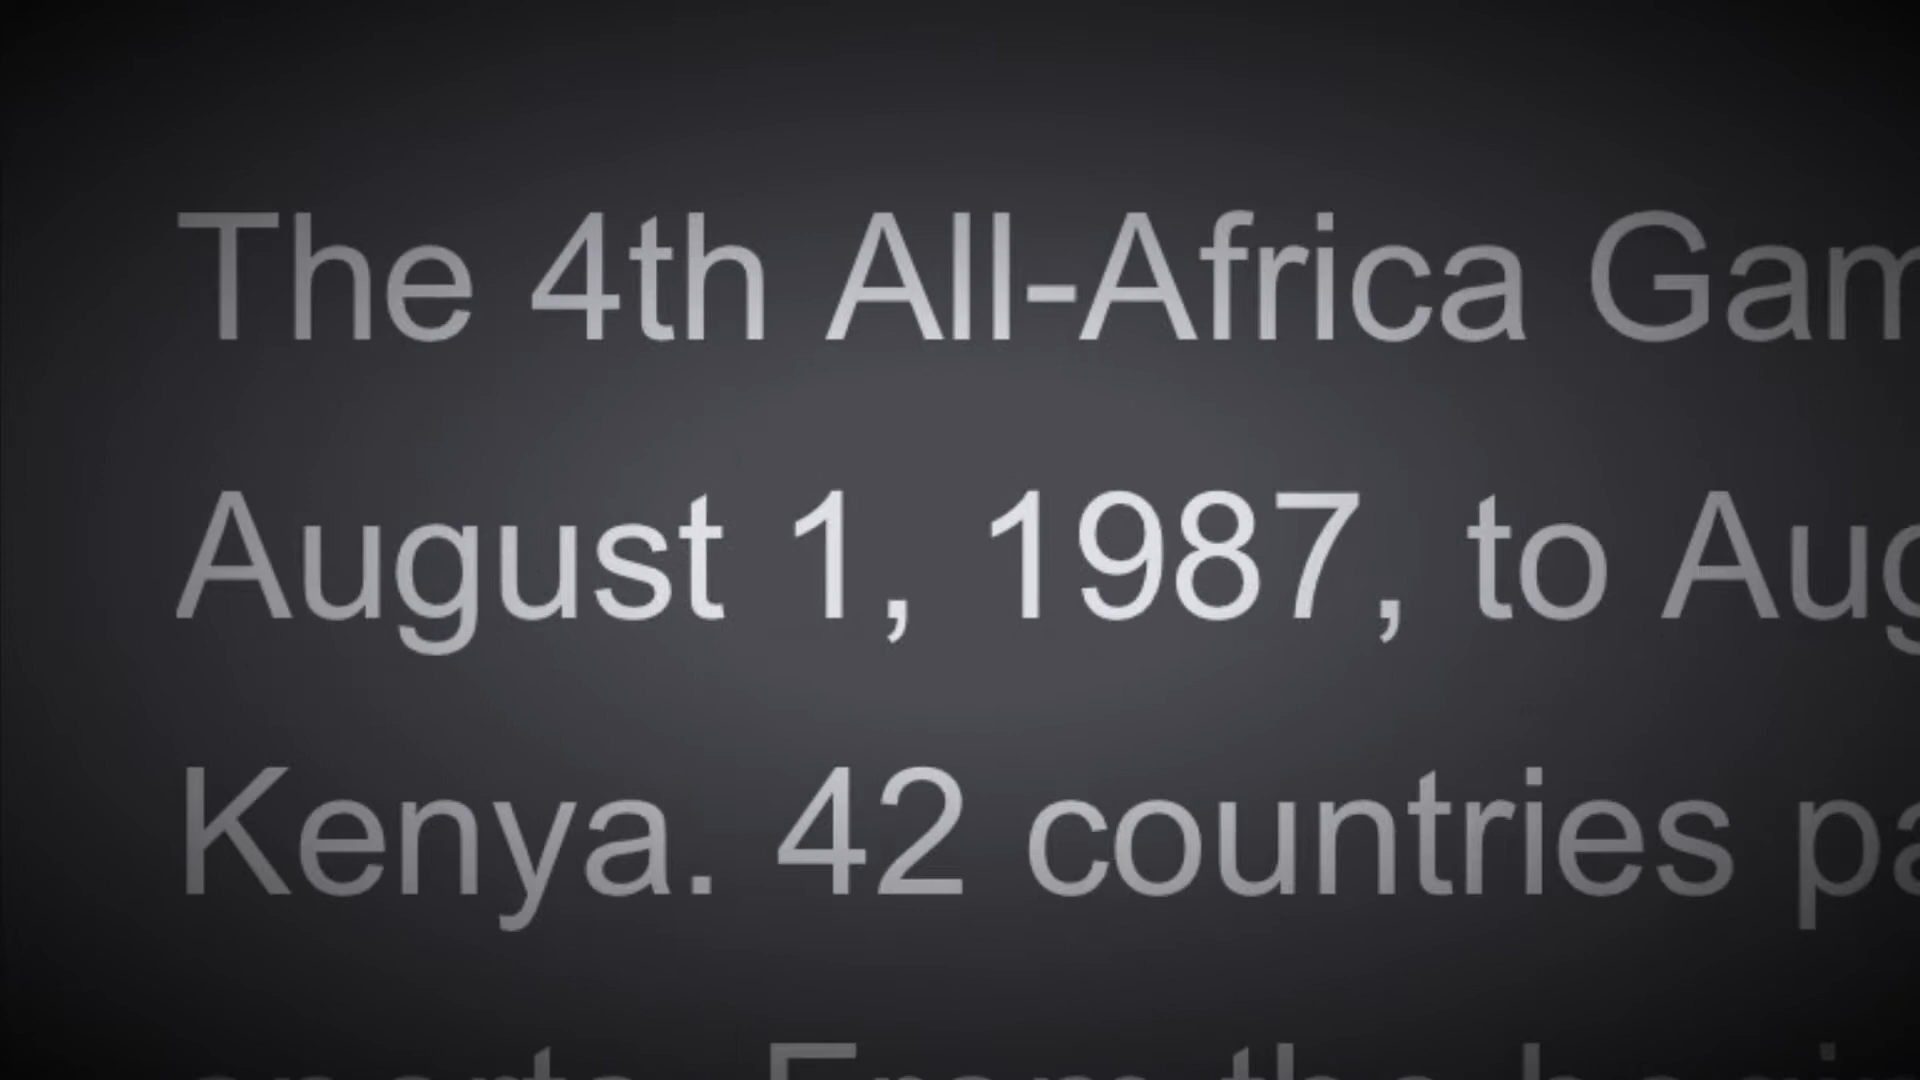 The 4th All-Africa Gam
August 1, 1987, to Aug
Kenya. 42 countries pa